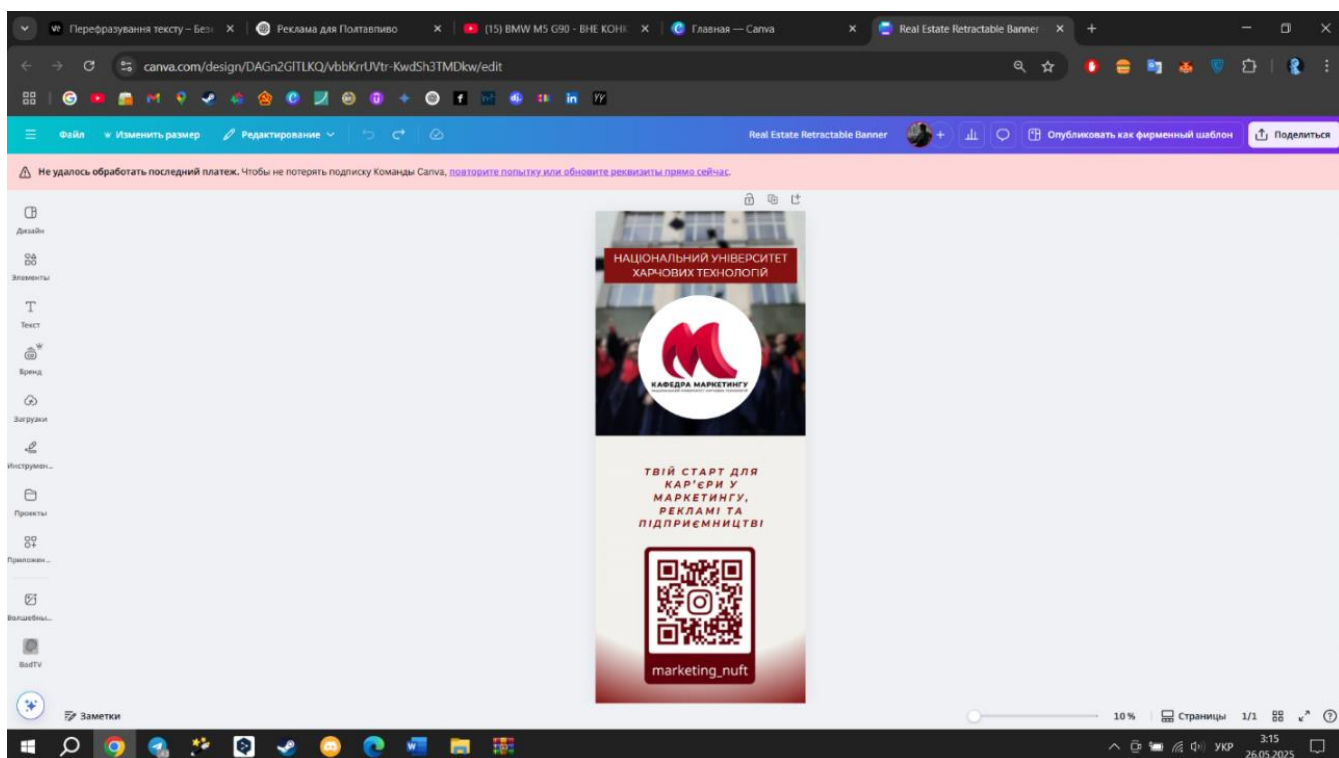 Перефразування тексту – Без
Реклама для Полтавпиво
(15) BMW M5 G90 - ВНЕ КОНК
Главная — Canva
Real Estate Retractable Banner
canva.com/design/DAGn2GlTLKQ/vbbKrrUVtr-KwdSh3TMDkw/edit
Файл
Изменить размер
Редактирование
Real Estate Retractable Banner
Опубликовать как фирменный шаблон
Поделиться
Не удалось обработать последний платеж. Чтобы не потерять подписку Команды Canva, повторите попытку или обновите реквизиты прямо сейчас.
Дизайн
Элементы
Текст
Бренд
Загрузки
Инструмен...
Проекты
Приложен...
Волшебны...
BadTV
НАЦІОНАЛЬНИЙ УНІВЕРСИТЕТ
ХАРЧОВИХ ТЕХНОЛОГІЙ
КАФЕДРА МАРКЕТИНГУ
ТВІЙ СТАРТ ДЛЯ
КАР'ЄРИ У
МАРКЕТИНГУ,
РЕКЛАМІ ТА
ПІДПРИЄМНИЦТВІ
marketing_nuft
Заметки
10 %
Страницы
1/1
УКР
3:15
26.05.2025